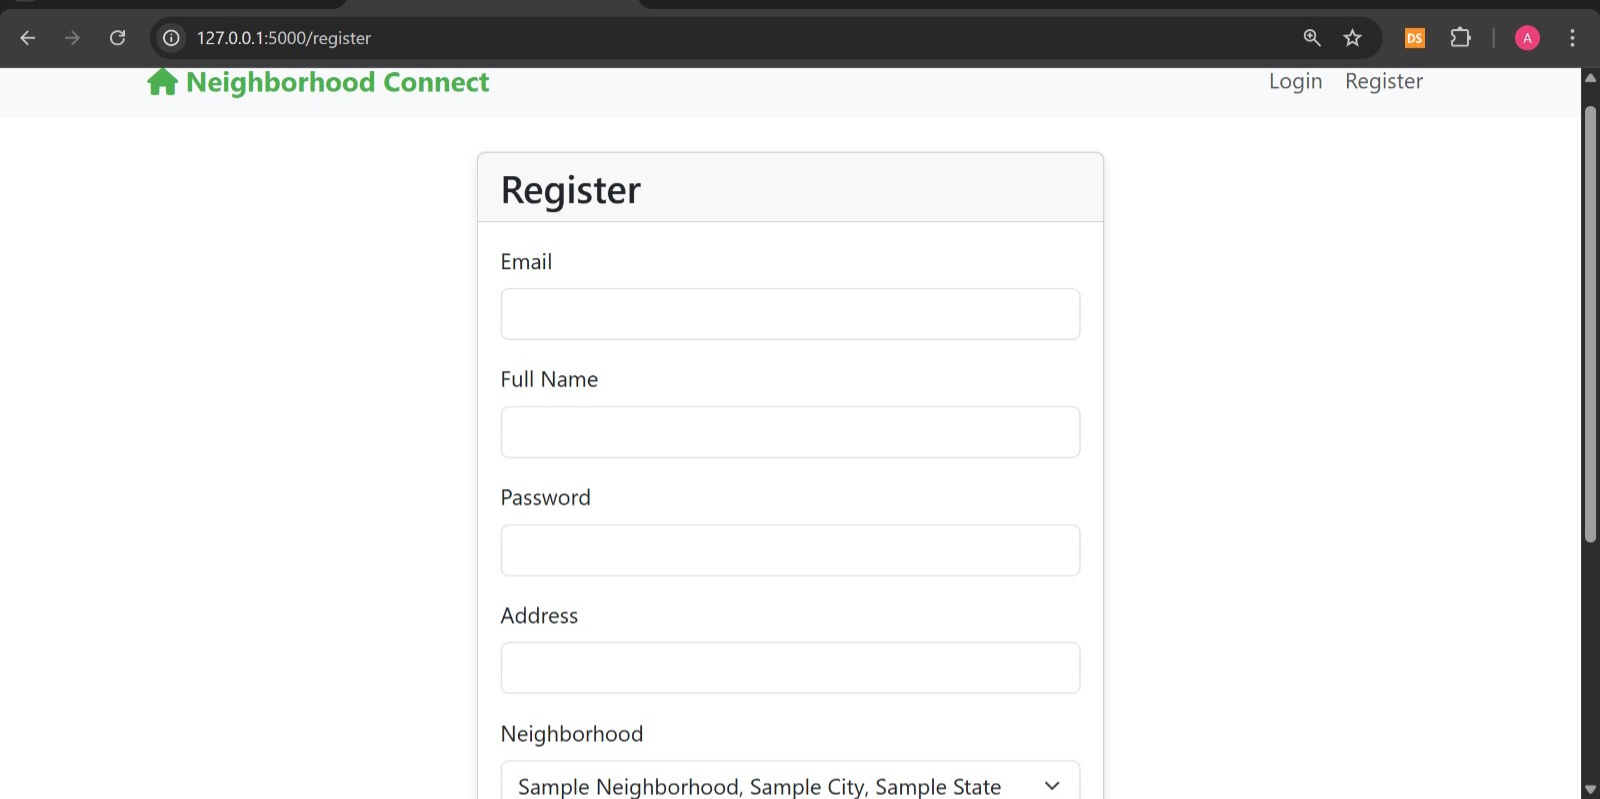 127.0.0.1:5000/register
DS
A
Neighborhood Connect
Login Register
Register
Email
Full Name
Password
Address
Neighborhood
Sample Neighborhood, Sample City, Sample State